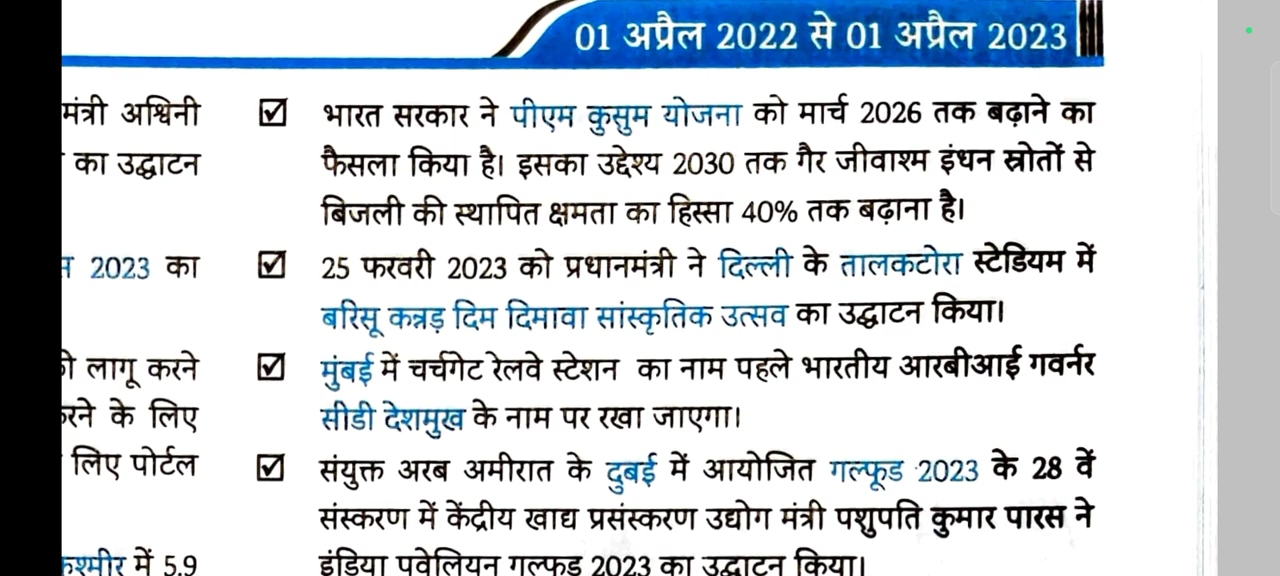 01 अप्रैल 2022 से 01 अप्रैल 2023
मंत्री अश्विनी
का उद्घाटन
2023 का
लागू करने
के लिए
लिए पोर्टल
में 5.9
भारत सरकार ने पीएम कुसुम योजना को मार्च 2026 तक बढ़ाने का
फैसला किया है। इसका उद्देश्य 2030 तक गैर जीवाश्म इंधन स्रोतों से
बिजली की स्थापित क्षमता का हिस्सा 40% तक बढ़ाना है।
25 फरवरी 2023 को प्रधानमंत्री ने दिल्ली के तालकटोरा स्टेडियम में
बरिसू कन्नड़ दिम दिमावा सांस्कृतिक उत्सव का उद्घाटन किया।
मुंबई में चर्चगेट रेलवे स्टेशन का नाम पहले भारतीय आरबीआई गवर्नर
सीडी देशमुख के नाम पर रखा जाएगा।
संयुक्त अरब अमीरात के दुबई में आयोजित गल्फूड 2023 के 28 वें
संस्करण में केंद्रीय खाद्य प्रसंस्करण उद्योग मंत्री पशुपति कुमार पारस ने
इंडिया पवेलियन गल्फूड 2023 का उद्घाटन किया।